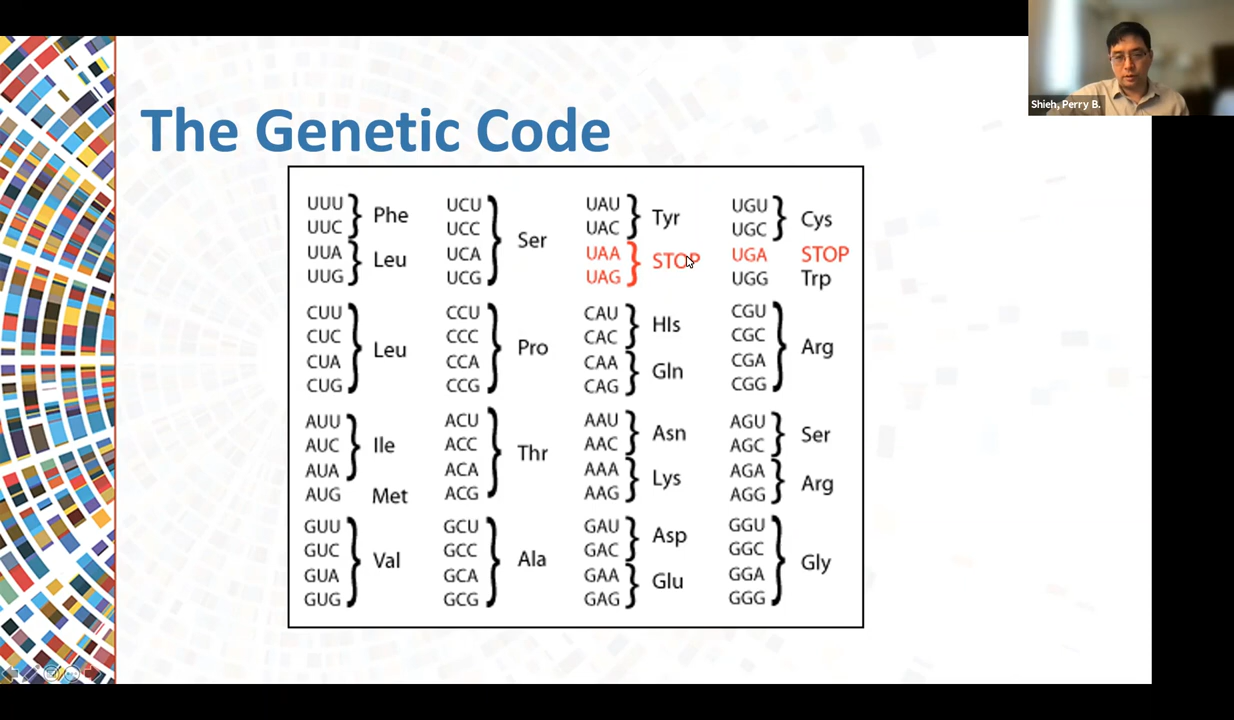 Shieh, Perry B.
The Genetic Code
UUU UCU UAU UGU
Phe Tyr Cys
UUC UCC UAC UGC
Ser
UUA UCA UAA UGA STOP
Leu STOP
UUG UCG UAG UGG Trp
CUU CCU CAU CGU
HIs
CUC CCC CAC CGC
Leu Pro Arg
CUA CCA CAA CGA
Gln
CUG CCG CAG CGG
AUU ACU AAU AGU
Asn Ser
AUC ACC AAC AGC
Ile Thr
AUA ACA AAA AGA
Lys Arg
AUG Met ACG AAG AGG
GUU GCU GAU GGU
Asp
GUC GCC GAC GGC
Val Ala Gly
GUA GCA GAA GGA
Glu
GUG GCG GAG GGG